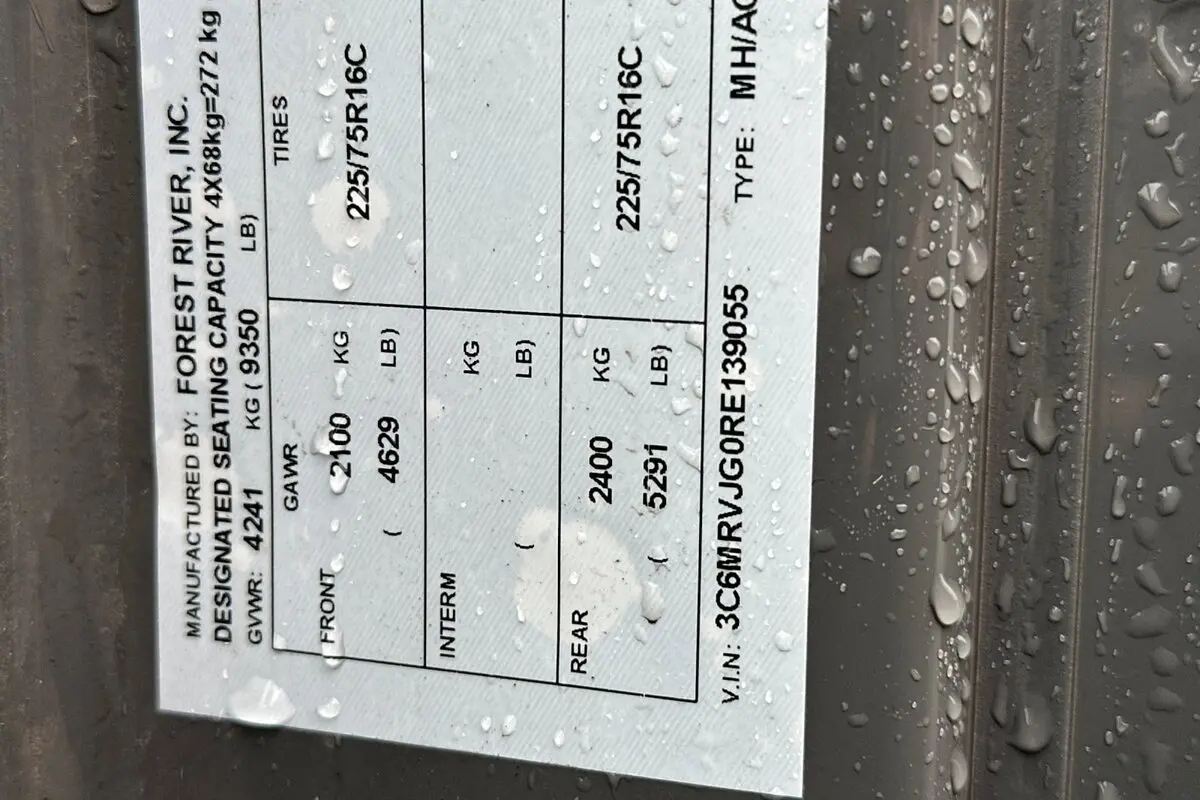 MANUFACTURED BY: FOREST RIVER, INC.
DESIGNATED SEATING CAPACITY 4X68kg=272 kg
GVWR: 4241 KG ( 9350 LB)
GAWR TIRES
FRONT 2100 KG 225/75R16C
( 4629 LB)
INTERM KG
( LB)
REAR 2400 KG 225/75R16C
( 5291 LB)
V.I.N: 3C6MRVJG0RE139055 TYPE: MH/AC